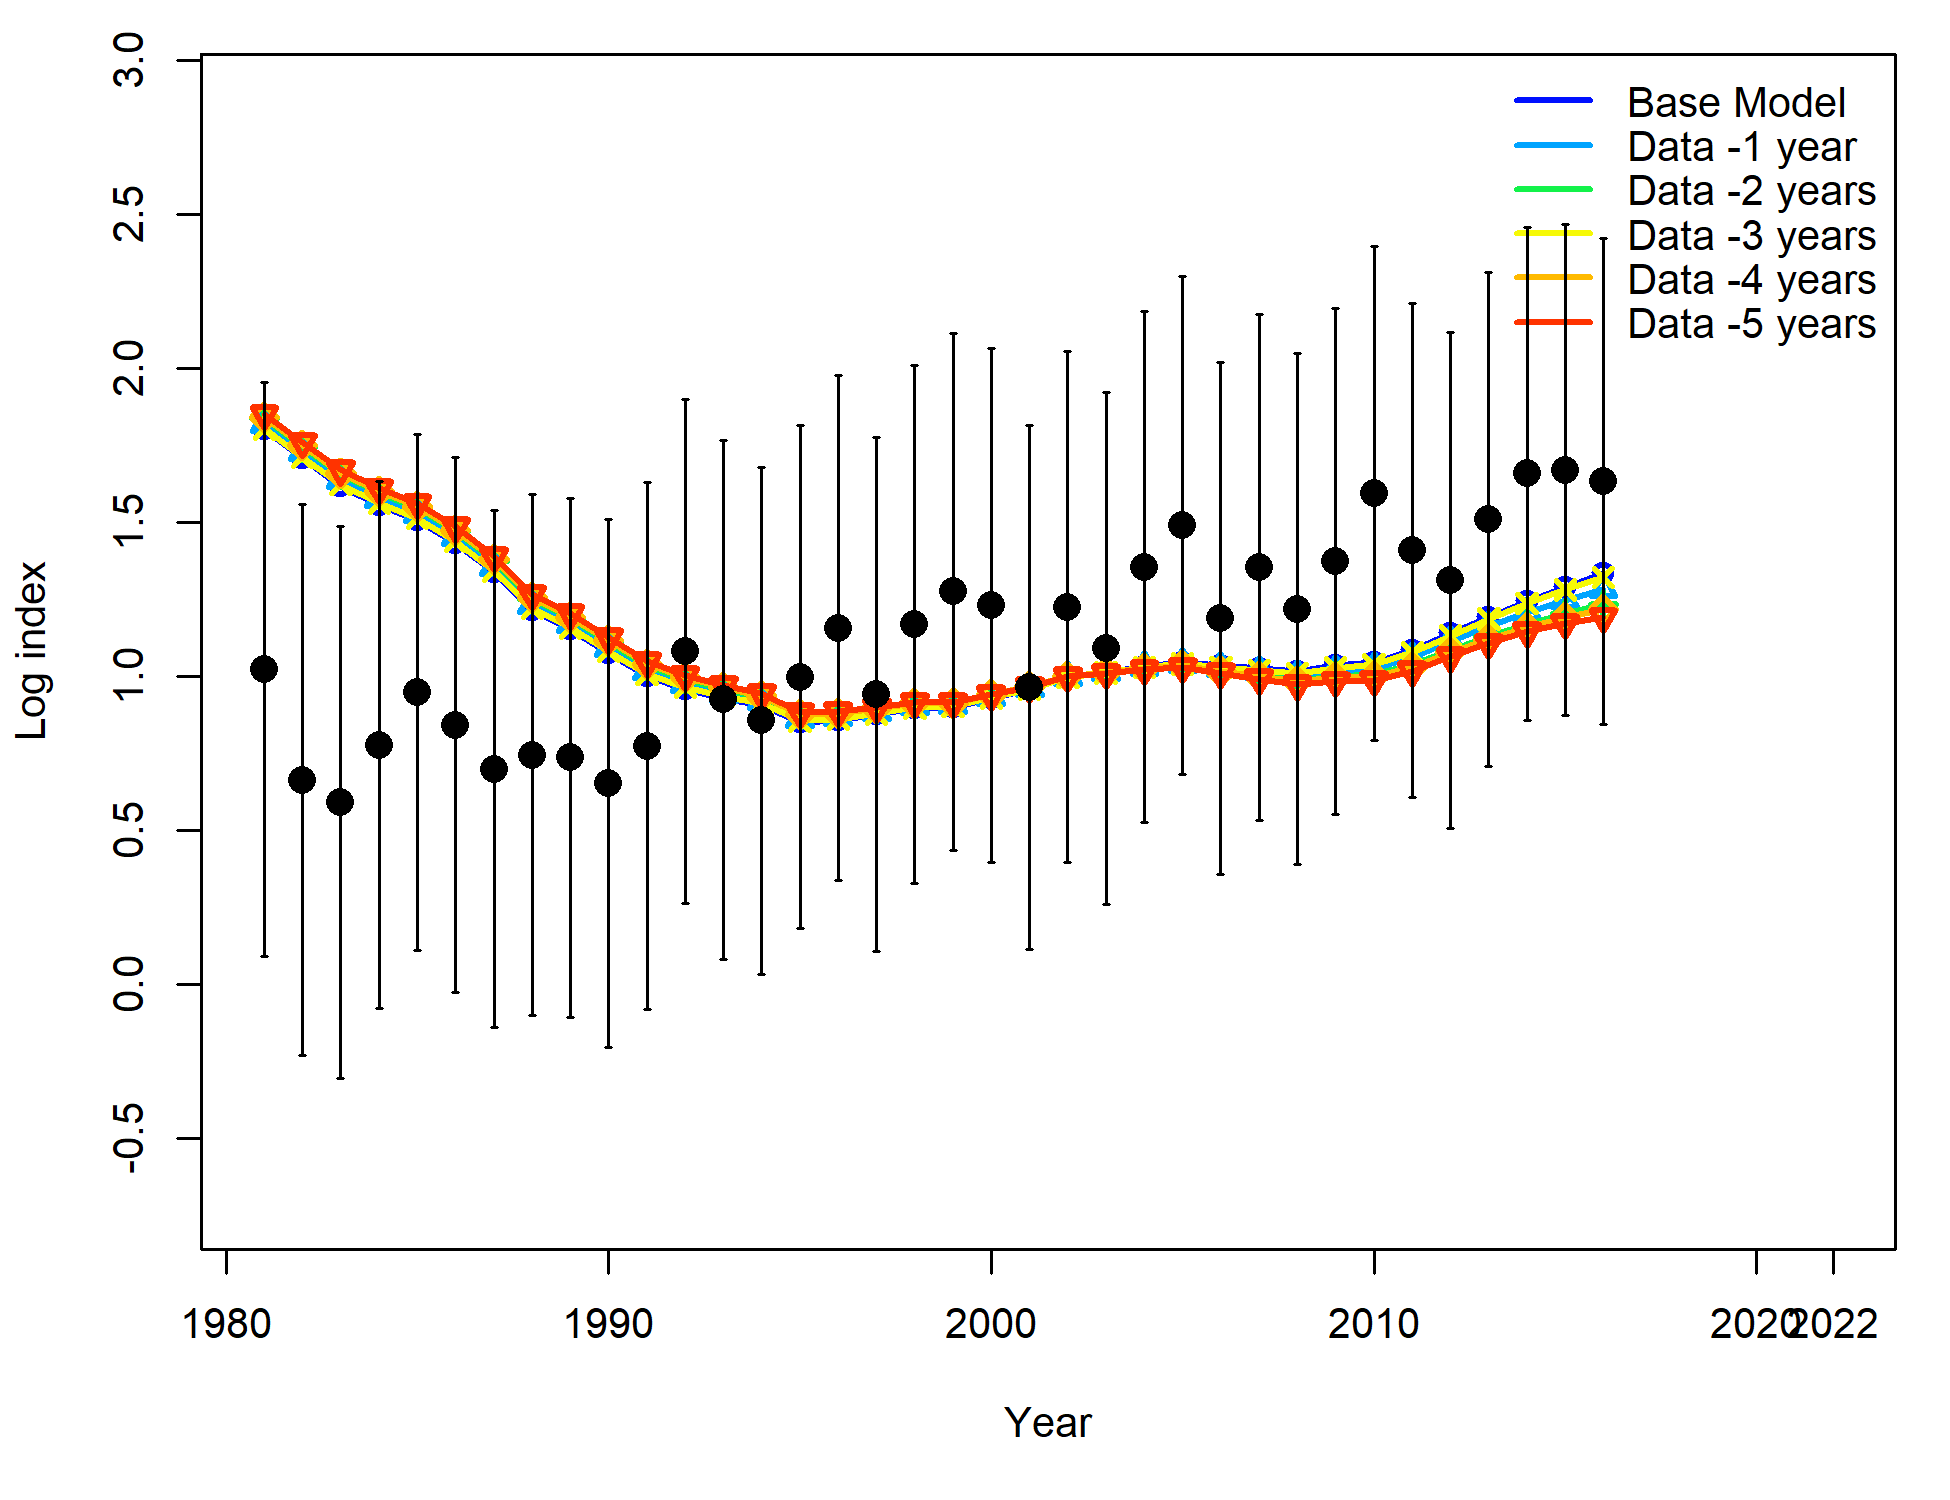 3.0
2.5
2.0
1.5
1.0
0.5
0.0
-0.5
Log index
Base Model
Data -1 year
Data -2 years
Data -3 years
Data -4 years
Data -5 years
1980 1990 2000 2010 2020 2022
Year